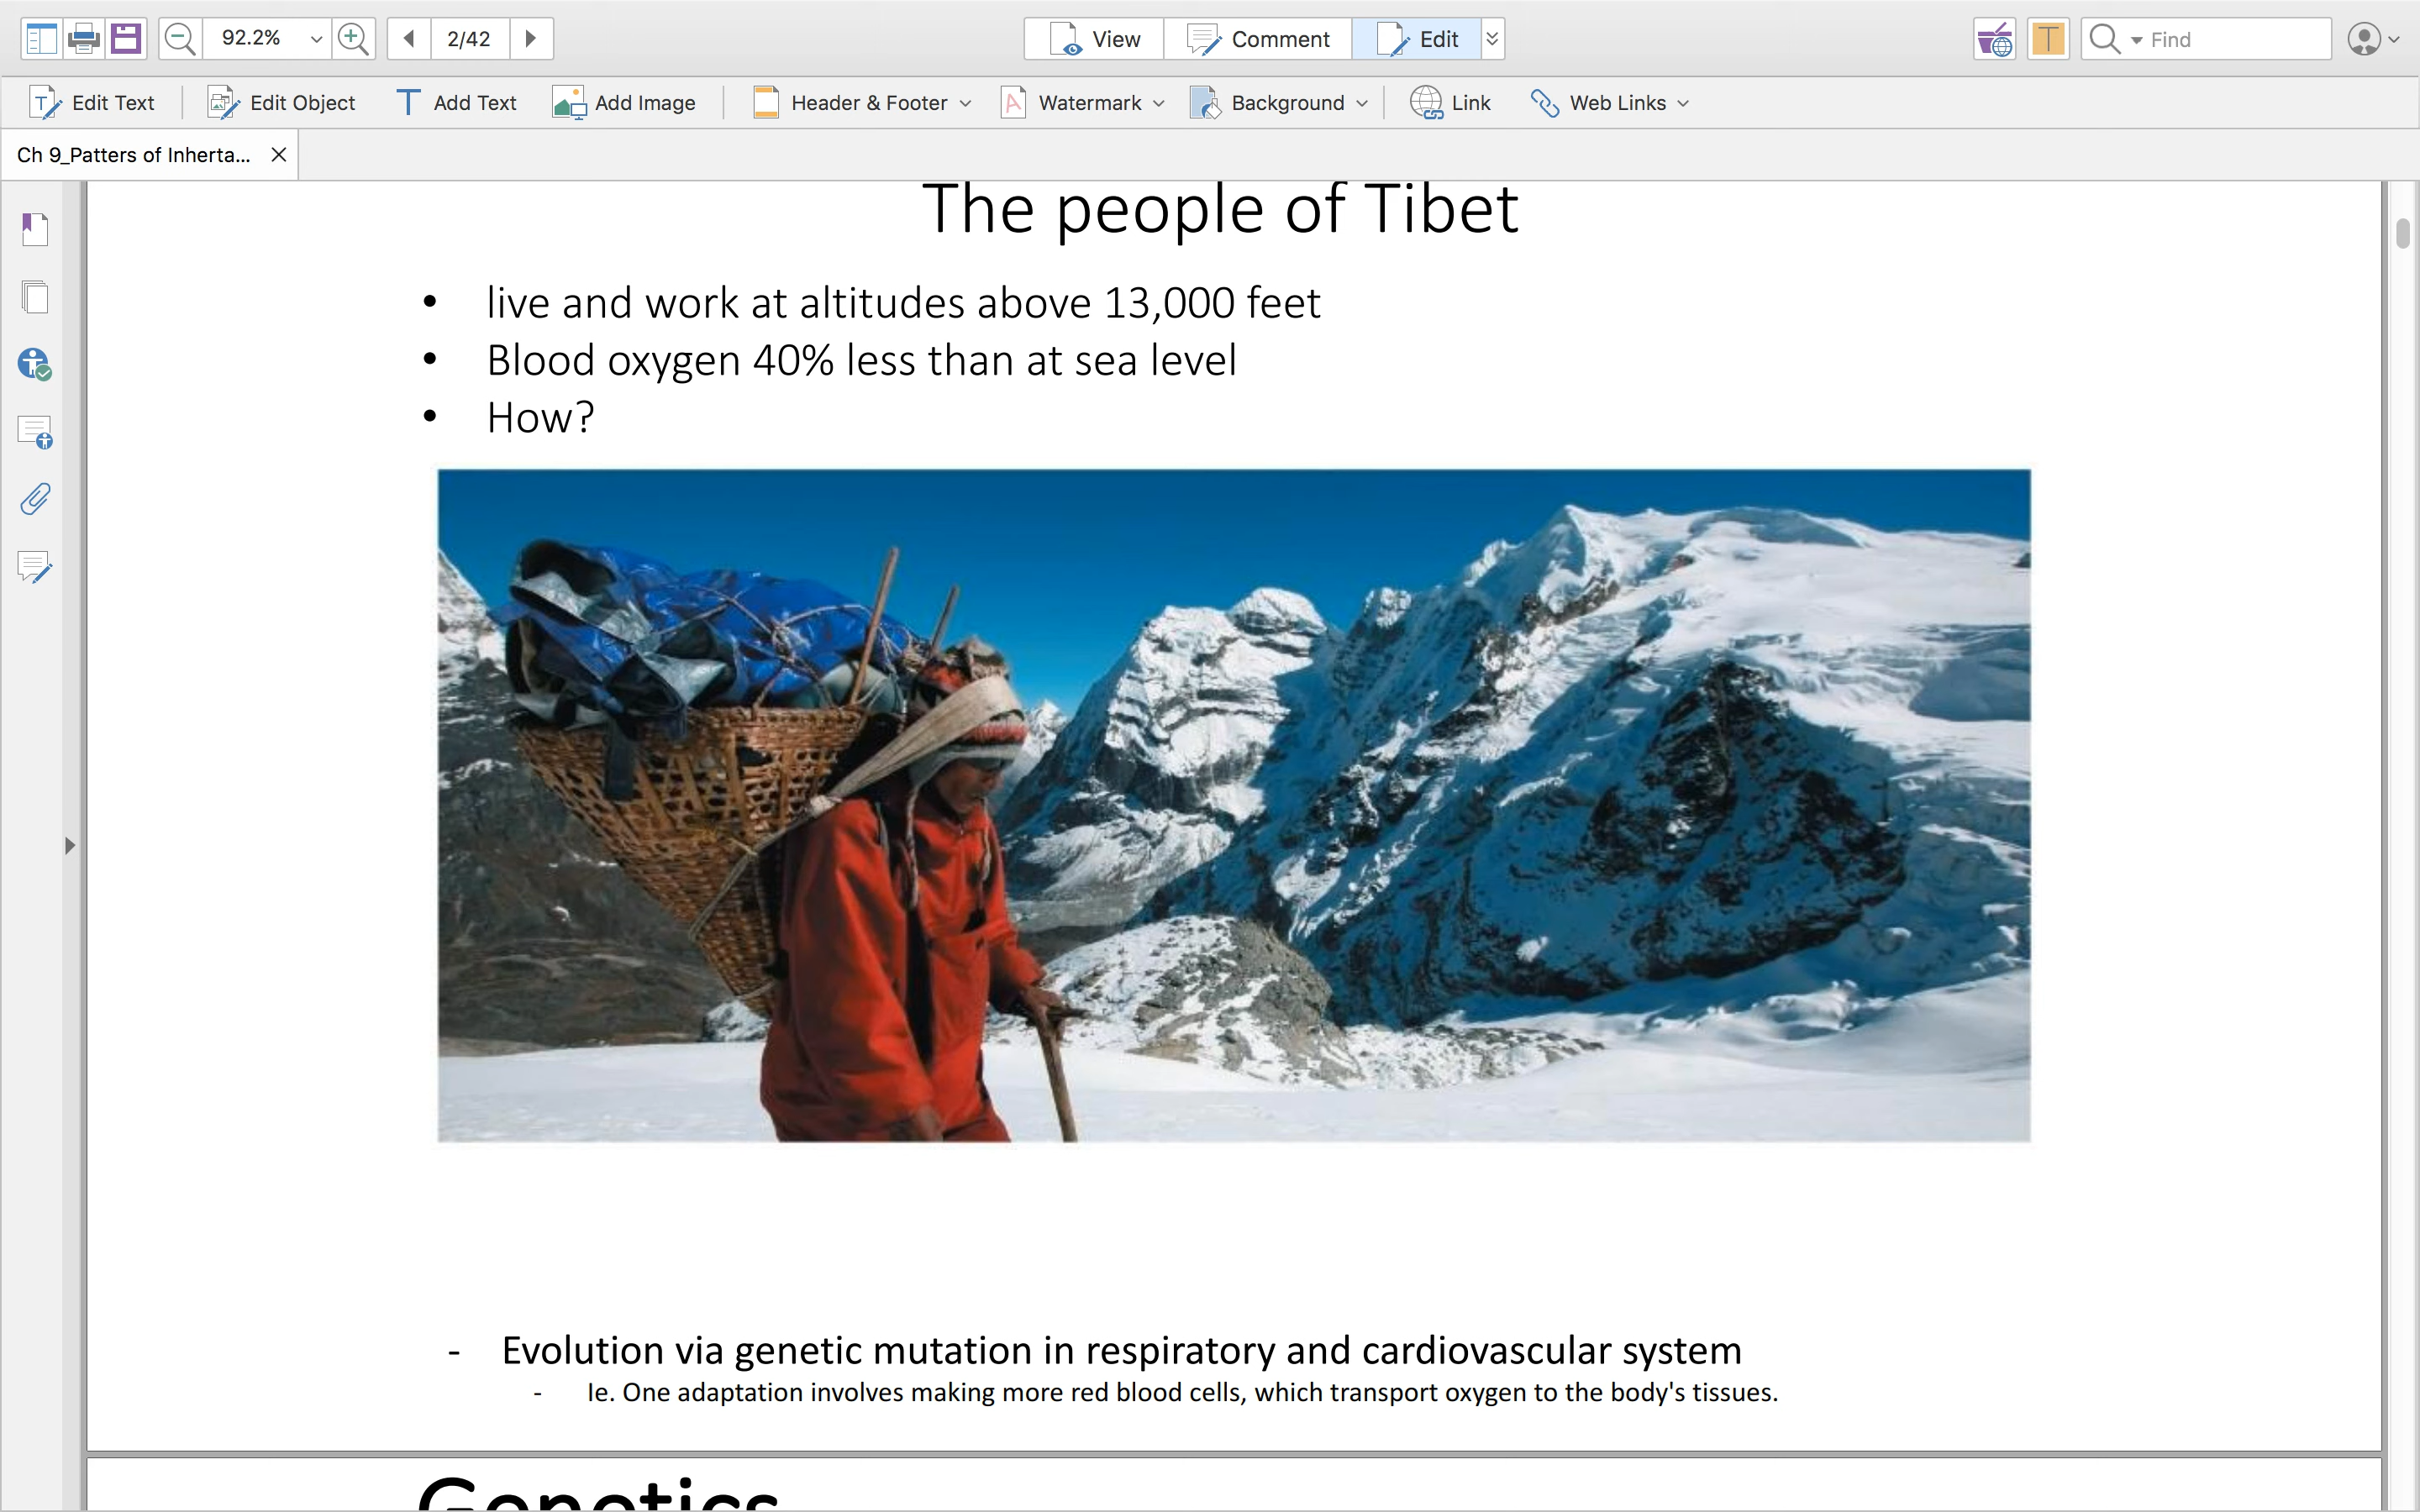 92.2%
2/42
View
Comment
Edit
Find
Edit Text
Edit Object
Add Text
Add Image
Header & Footer
Watermark
Background
Link
Web Links
Ch 9_Patters of Inherta...
The people of Tibet
• live and work at altitudes above 13,000 feet
• Blood oxygen 40% less than at sea level
• How?
- Evolution via genetic mutation in respiratory and cardiovascular system
- Ie. One adaptation involves making more red blood cells, which transport oxygen to the body's tissues.
Genetics